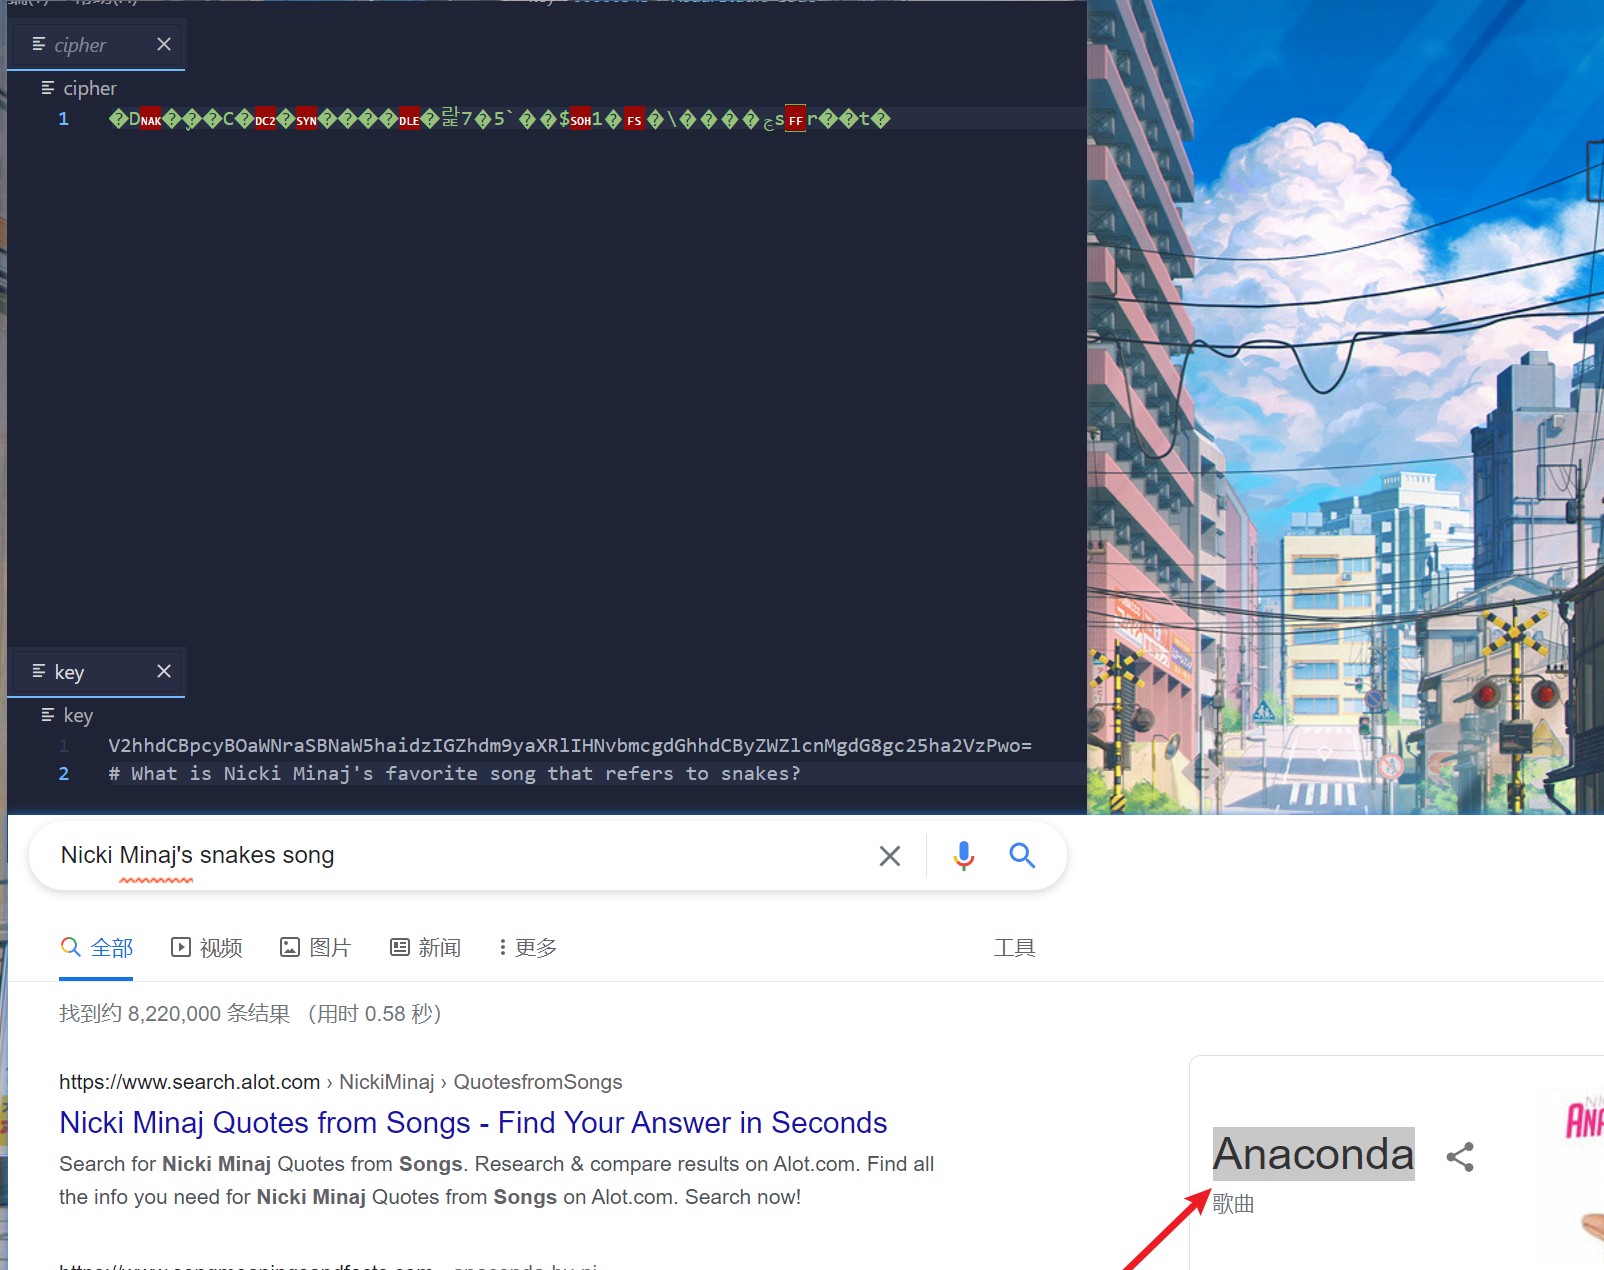 cipher
cipher
1 �DNAK���C�DC2�SYN����DLE�랉7�5`��$SOH1�FS�\����جsFFr��t�
key
key
1 V2hhdCBpcyBOaWNraSBNaW5haidzIGZhdm9yaXRlIHNvbmcgdGhhdCByZWZlcnMgdG8gc25ha2VzPwo=
2 # What is Nicki Minaj's favorite song that refers to snakes?
Nicki Minaj's snakes song
全部 视频 图片 新闻 更多 工具
找到约 8,220,000 条结果 （用时 0.58 秒）
https://www.search.alot.com › NickiMinaj › QuotesfromSongs
Nicki Minaj Quotes from Songs - Find Your Answer in Seconds
Search for Nicki Minaj Quotes from Songs. Research & compare results on Alot.com. Find all
the info you need for Nicki Minaj Quotes from Songs on Alot.com. Search now!
Anaconda
歌曲